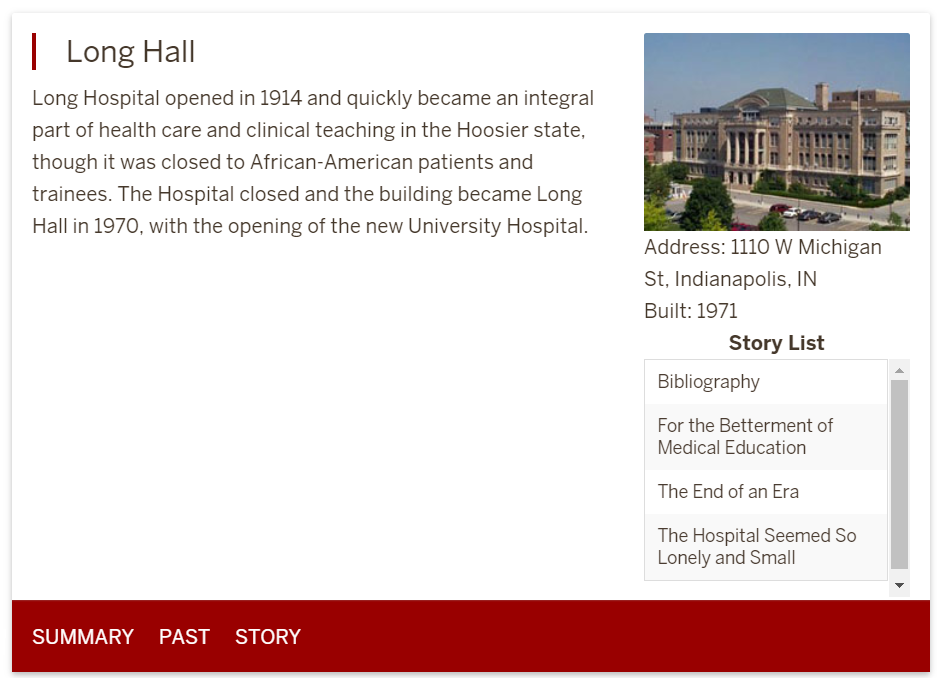 Long Hall
Long Hospital opened in 1914 and quickly became an integral
part of health care and clinical teaching in the Hoosier state,
though it was closed to African-American patients and
trainees. The Hospital closed and the building became Long
Hall in 1970, with the opening of the new University Hospital.
Address: 1110 W Michigan
St, Indianapolis, IN
Built: 1971
Story List
Bibliography
For the Betterment of
Medical Education
The End of an Era
The Hospital Seemed So
Lonely and Small
SUMMARY PAST STORY